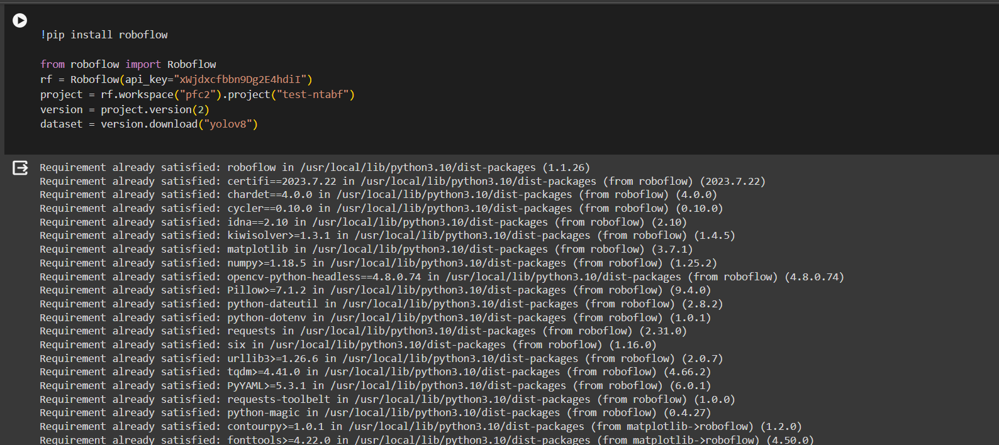 !pip install roboflow
from roboflow import Roboflow
rf = Roboflow(api_key="xWjdxcfbbn9Dg2E4hdiI")
project = rf.workspace("pfc2").project("test-ntabf")
version = project.version(2)
dataset = version.download("yolov8")
Requirement already satisfied: roboflow in /usr/local/lib/python3.10/dist-packages (1.1.26)
Requirement already satisfied: certifi==2023.7.22 in /usr/local/lib/python3.10/dist-packages (from roboflow) (2023.7.22)
Requirement already satisfied: chardet==4.0.0 in /usr/local/lib/python3.10/dist-packages (from roboflow) (4.0.0)
Requirement already satisfied: cycler==0.10.0 in /usr/local/lib/python3.10/dist-packages (from roboflow) (0.10.0)
Requirement already satisfied: idna==2.10 in /usr/local/lib/python3.10/dist-packages (from roboflow) (2.10)
Requirement already satisfied: kiwisolver>=1.3.1 in /usr/local/lib/python3.10/dist-packages (from roboflow) (1.4.5)
Requirement already satisfied: matplotlib in /usr/local/lib/python3.10/dist-packages (from roboflow) (3.7.1)
Requirement already satisfied: numpy>=1.18.5 in /usr/local/lib/python3.10/dist-packages (from roboflow) (1.25.2)
Requirement already satisfied: opencv-python-headless==4.8.0.74 in /usr/local/lib/python3.10/dist-packages (from roboflow) (4.8.0.74)
Requirement already satisfied: Pillow>=7.1.2 in /usr/local/lib/python3.10/dist-packages (from roboflow) (9.4.0)
Requirement already satisfied: python-dateutil in /usr/local/lib/python3.10/dist-packages (from roboflow) (2.8.2)
Requirement already satisfied: python-dotenv in /usr/local/lib/python3.10/dist-packages (from roboflow) (1.0.1)
Requirement already satisfied: requests in /usr/local/lib/python3.10/dist-packages (from roboflow) (2.31.0)
Requirement already satisfied: six in /usr/local/lib/python3.10/dist-packages (from roboflow) (1.16.0)
Requirement already satisfied: urllib3>=1.26.6 in /usr/local/lib/python3.10/dist-packages (from roboflow) (2.0.7)
Requirement already satisfied: tqdm>=4.41.0 in /usr/local/lib/python3.10/dist-packages (from roboflow) (4.66.2)
Requirement already satisfied: PyYAML>=5.3.1 in /usr/local/lib/python3.10/dist-packages (from roboflow) (6.0.1)
Requirement already satisfied: requests-toolbelt in /usr/local/lib/python3.10/dist-packages (from roboflow) (1.0.0)
Requirement already satisfied: python-magic in /usr/local/lib/python3.10/dist-packages (from roboflow) (0.4.27)
Requirement already satisfied: contourpy>=1.0.1 in /usr/local/lib/python3.10/dist-packages (from matplotlib->roboflow) (1.2.0)
Requirement already satisfied: fonttools>=4.22.0 in /usr/local/lib/python3.10/dist-packages (from matplotlib->roboflow) (4.50.0)